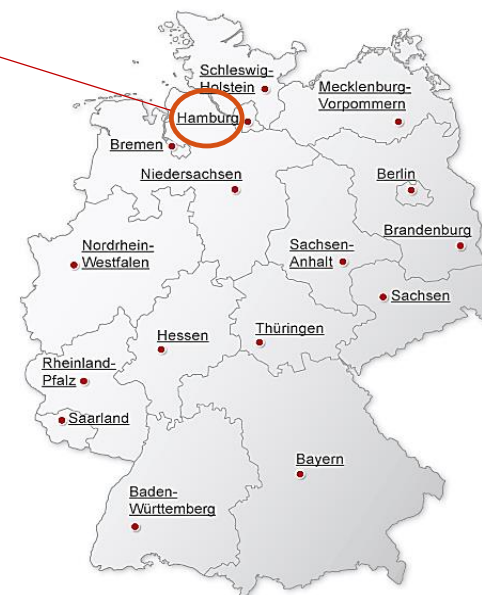 Schleswig-
Holstein
Mecklenburg-
Vorpommern
Hamburg
Bremen
Niedersachsen
Berlin
Brandenburg
Nordrhein-
Westfalen
Sachsen-
Anhalt
Sachsen
Hessen
Thüringen
Rheinland-
Pfalz
Saarland
Bayern
Baden-
Württemberg